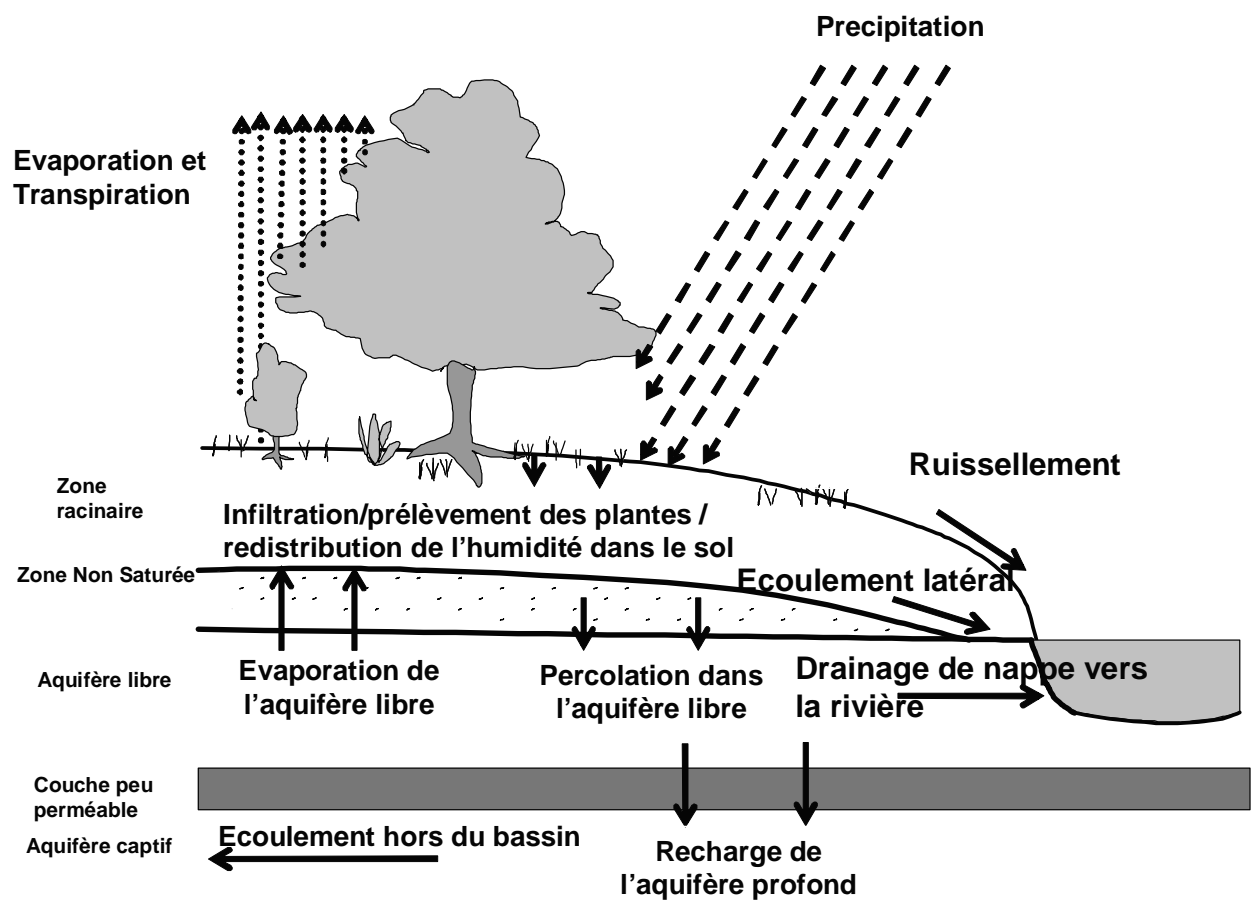 Precipitation
Evaporation et
Transpiration
Ruissellement
Zone
racinaire
Infiltration/prélèvement des plantes /
redistribution de l’humidité dans le sol
Zone Non Saturée
Ecoulement latéral
Aquifère libre
Evaporation de
l’aquifère libre
Percolation dans
l’aquifère libre
Drainage de nappe vers
la rivière
Couche peu
perméable
Aquifère captif
Ecoulement hors du bassin
Recharge de
l’aquifère profond